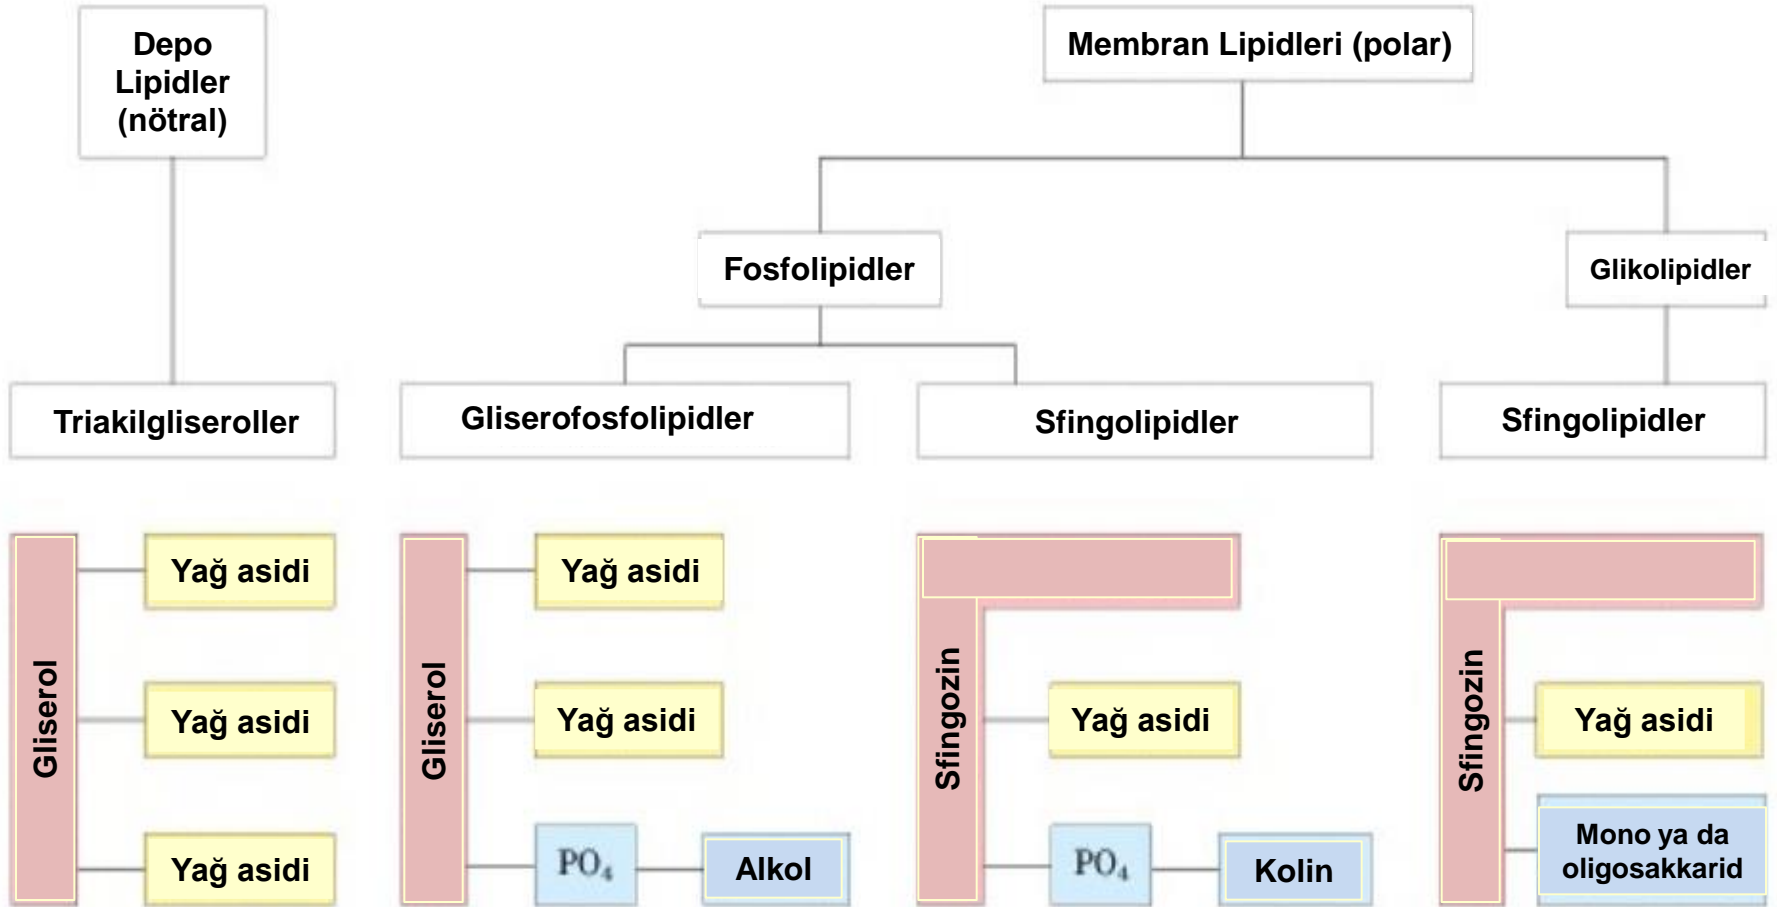 Depo
Lipidler
(nötral)
Membran Lipidleri (polar)
Fosfolipidler
Glikolipidler
Triakilgliseroller
Gliserofosfolipidler
Sfingolipidler
Sfingolipidler
Gliserol
Yağ asidi
Yağ asidi
Yağ asidi
Gliserol
Yağ asidi
Yağ asidi
PO₄
Alkol
Sfingozin
Yağ asidi
PO₄
Kolin
Sfingozin
Yağ asidi
Mono ya da
oligosakkarid